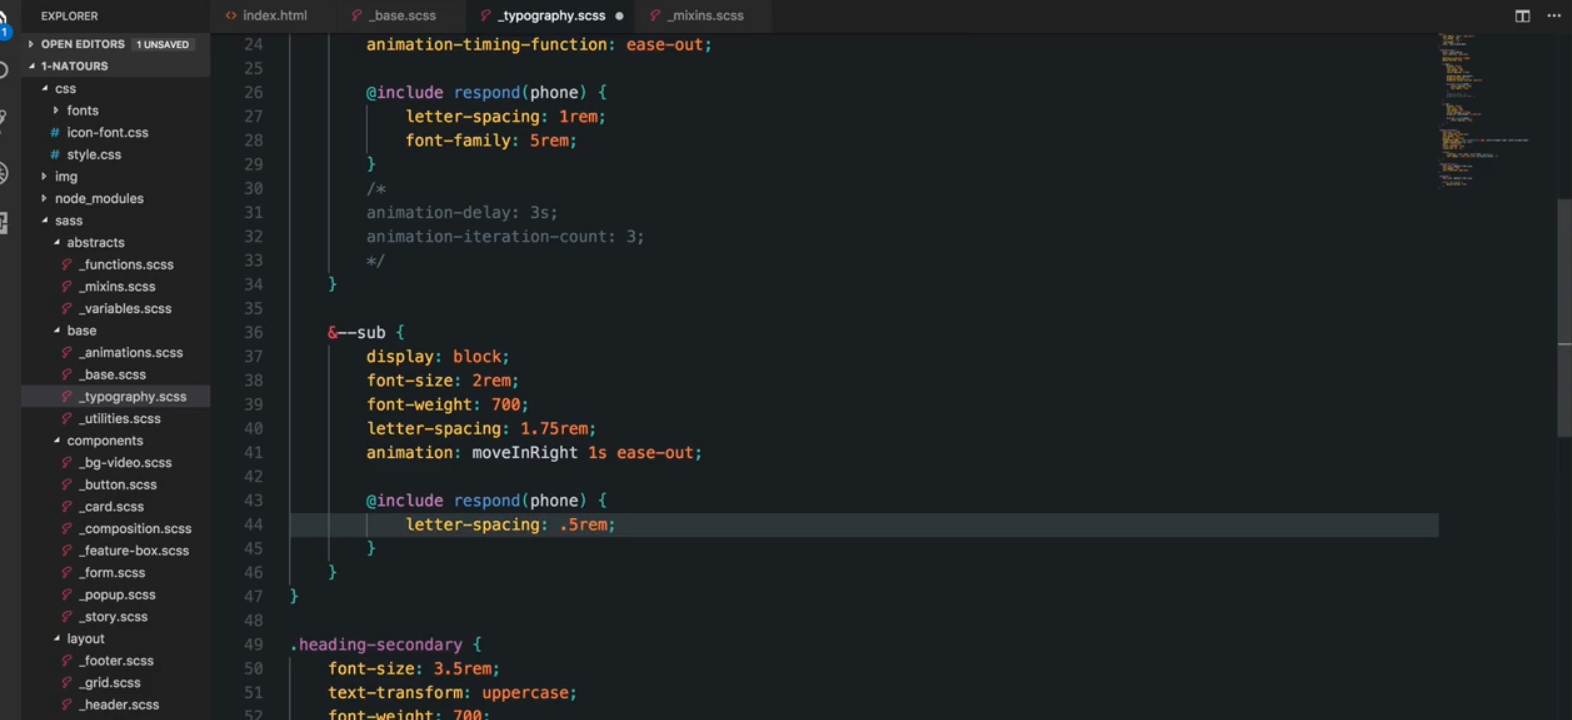 EXPLORER
OPEN EDITORS 1 UNSAVED
1-NATOURS
css
fonts
# icon-font.css
# style.css
img
node_modules
sass
abstracts
_functions.scss
_mixins.scss
_variables.scss
base
_animations.scss
_base.scss
_typography.scss
_utilities.scss
components
_bg-video.scss
_button.scss
_card.scss
_composition.scss
_feature-box.scss
_form.scss
_popup.scss
_story.scss
layout
_footer.scss
_grid.scss
_header.scss
1
<> index.html _base.scss _typography.scss ● _mixins.scss ...
24 animation-timing-function: ease-out;
25
26 @include respond(phone) {
27 letter-spacing: 1rem;
28 font-family: 5rem;
29 }
30 /*
31 animation-delay: 3s;
32 animation-iteration-count: 3;
33 */
34 }
35
36 &--sub {
37 display: block;
38 font-size: 2rem;
39 font-weight: 700;
40 letter-spacing: 1.75rem;
41 animation: moveInRight 1s ease-out;
42
43 @include respond(phone) {
44 letter-spacing: .5rem;
45 }
46 }
47 }
48
49 .heading-secondary {
50 font-size: 3.5rem;
51 text-transform: uppercase;
52 font-weight: 700;